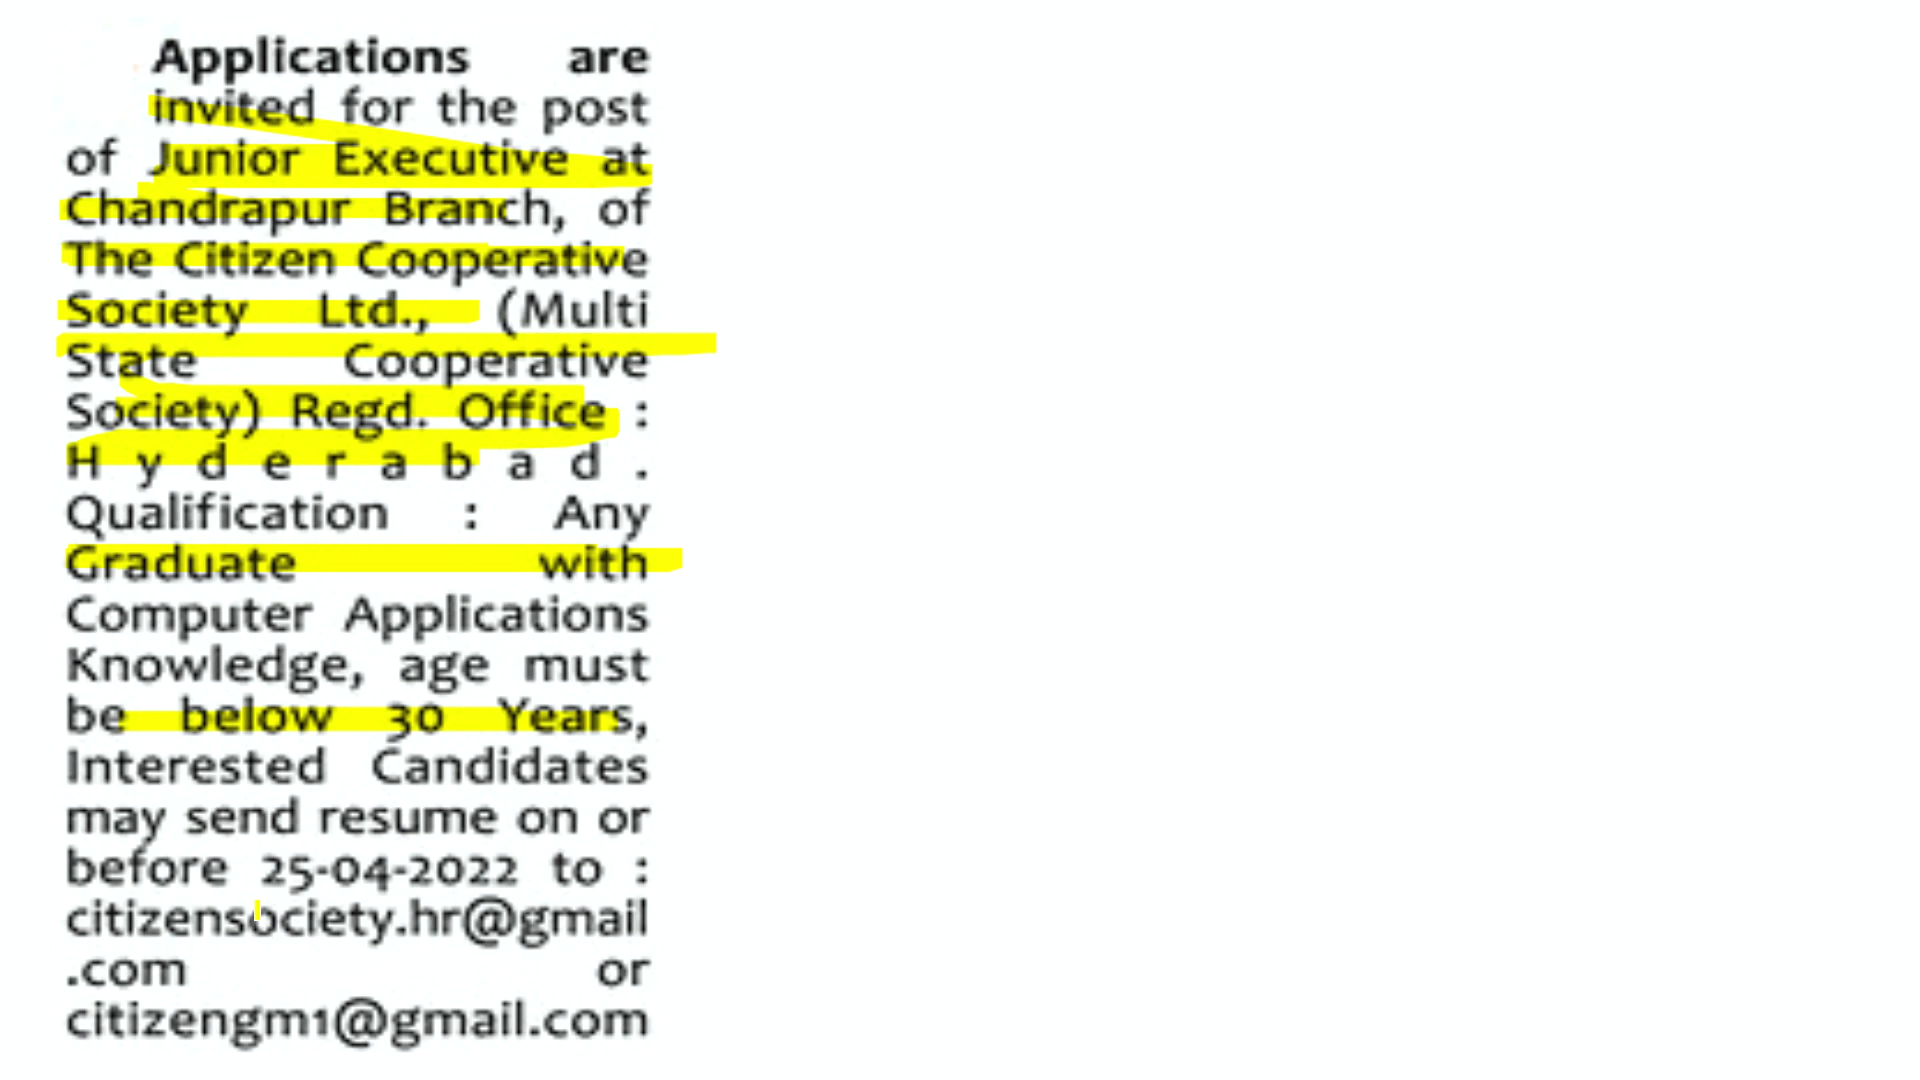 Applications are
invited for the post
of Junior Executive at
Chandrapur Branch, of
The Citizen Cooperative
Society Ltd., (Multi
State Cooperative
Society) Regd. Office :
Hyderabad.
Qualification : Any
Graduate with
Computer Applications
Knowledge, age must
be below 30 Years,
Interested Candidates
may send resume on or
before 25-04-2022 to :
citizensociety.hr@gmail
.com or
citizengm1@gmail.com